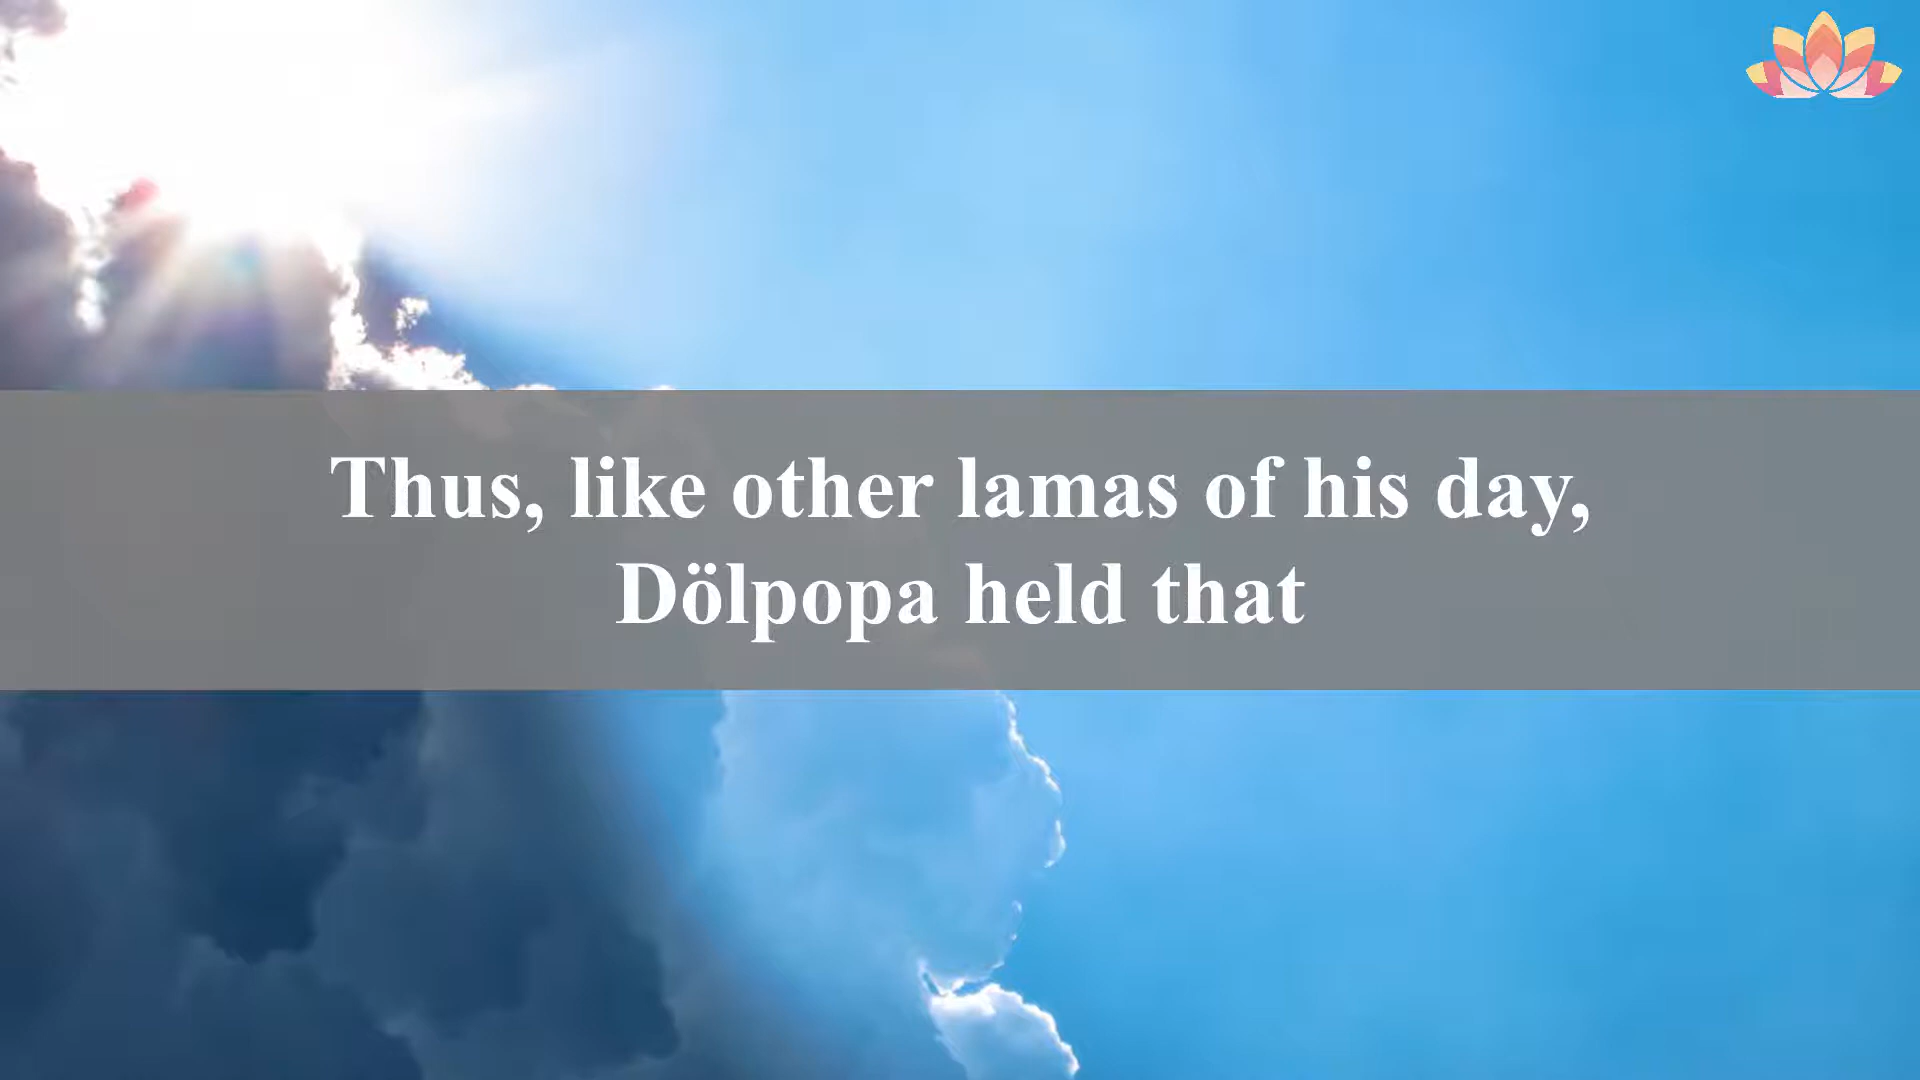 Thus, like other lamas of his day,
Dölpopa held that